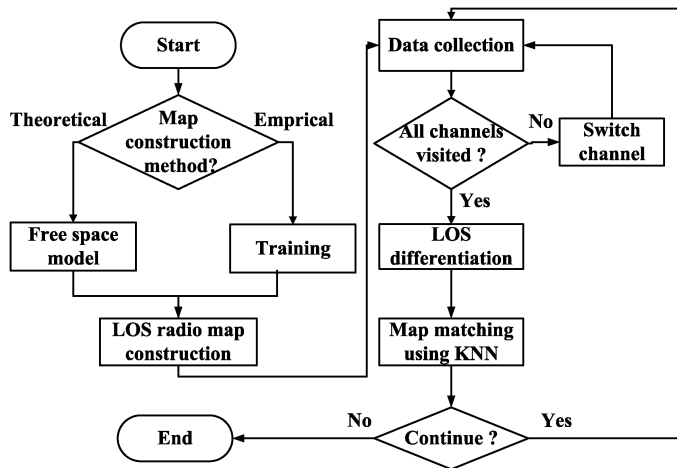 Start
Theoretical
Map
construction
method?
Emprical
Free space
model
Training
LOS radio map
construction
Data collection
All channels
visited ?
No
Switch
channel
Yes
LOS
differentiation
Map matching
using KNN
Continue ?
No
Yes
End